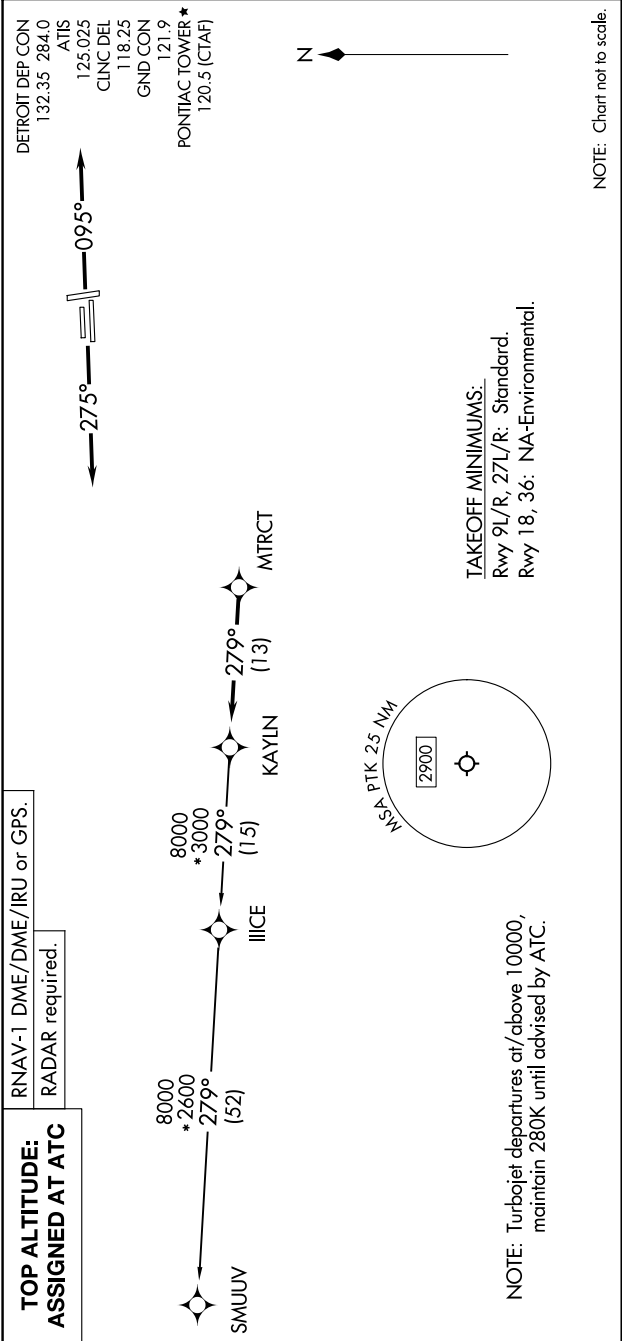 TOP ALTITUDE:
ASSIGNED AT ATC
RNAV-1 DME/DME/IRU or GPS.
RADAR required.
DETROIT DEP CON
132.35 284.0
ATIS
125.025
CLNC DEL
118.25
GND CON
121.9
PONTIAC TOWER ★
120.5 (CTAF)
275°
095°
N
SMUUV
8000
*2600
279°
(52)
IIICE
8000
*3000
279°
(15)
KAYLN
279°
(13)
MTRCT
MSA PTK 25 NM
2900
TAKEOFF MINIMUMS:
Rwy 9L/R, 27L/R: Standard.
Rwy 18, 36: NA-Environmental.
NOTE: Turbojet departures at/above 10000,
maintain 280K until advised by ATC.
NOTE: Chart not to scale.